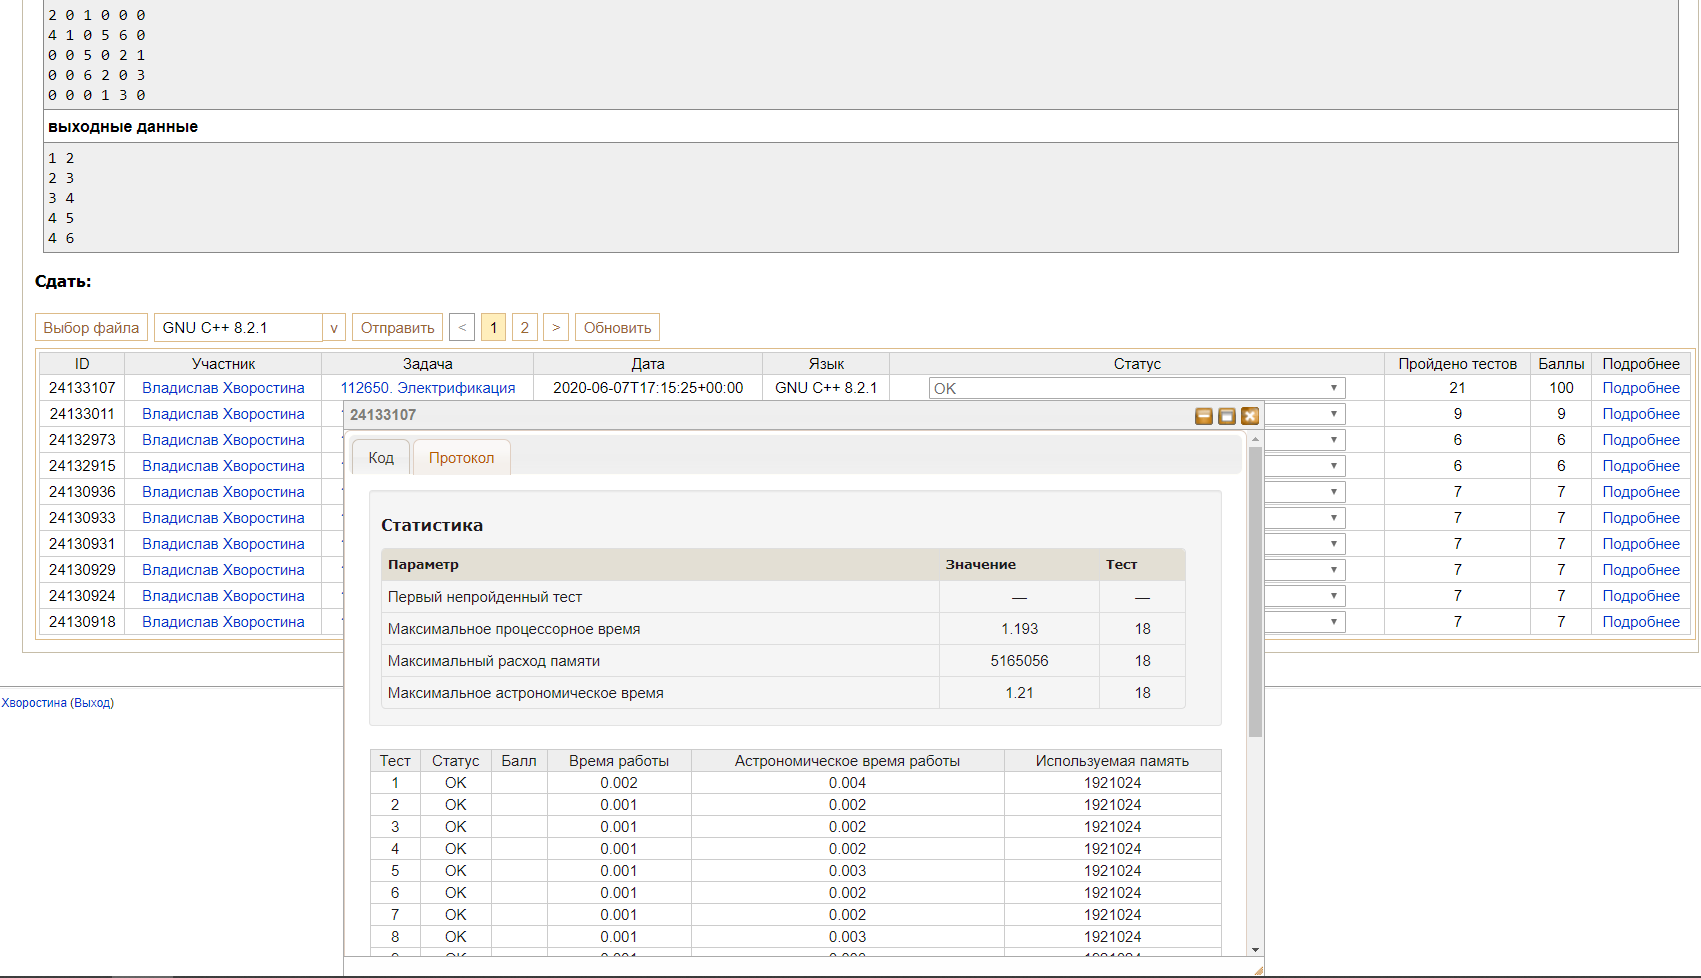 2 0 1 0 0 0
4 1 0 5 6 0
0 0 5 0 2 1
0 0 6 2 0 3
0 0 0 1 3 0
выходные данные
1 2
2 3
3 4
4 5
4 6
Сдать:
Выбор файла GNU C++ 8.2.1 v Отправить < 1 2 > Обновить
ID Участник Задача Дата Язык Статус Пройдено тестов Баллы Подробнее
24133107 Владислав Хворостина 112650. Электрификация 2020-06-07T17:15:25+00:00 GNU C++ 8.2.1 OK 21 100 Подробнее
24133011 Владислав Хворостина 9 9 Подробнее
24132973 Владислав Хворостина 6 6 Подробнее
24132915 Владислав Хворостина 6 6 Подробнее
24130936 Владислав Хворостина 7 7 Подробнее
24130933 Владислав Хворостина 7 7 Подробнее
24130931 Владислав Хворостина 7 7 Подробнее
24130929 Владислав Хворостина 7 7 Подробнее
24130924 Владислав Хворостина 7 7 Подробнее
24130918 Владислав Хворостина 7 7 Подробнее
Хворостина (Выход)
24133107
Код Протокол
Статистика
Параметр Значение Тест
Первый непройденный тест — —
Максимальное процессорное время 1.193 18
Максимальный расход памяти 5165056 18
Максимальное астрономическое время 1.21 18
Тест Статус Балл Время работы Астрономическое время работы Используемая память
1 OK 0.002 0.004 1921024
2 OK 0.001 0.002 1921024
3 OK 0.001 0.002 1921024
4 OK 0.001 0.002 1921024
5 OK 0.001 0.003 1921024
6 OK 0.001 0.002 1921024
7 OK 0.001 0.002 1921024
8 OK 0.001 0.003 1921024